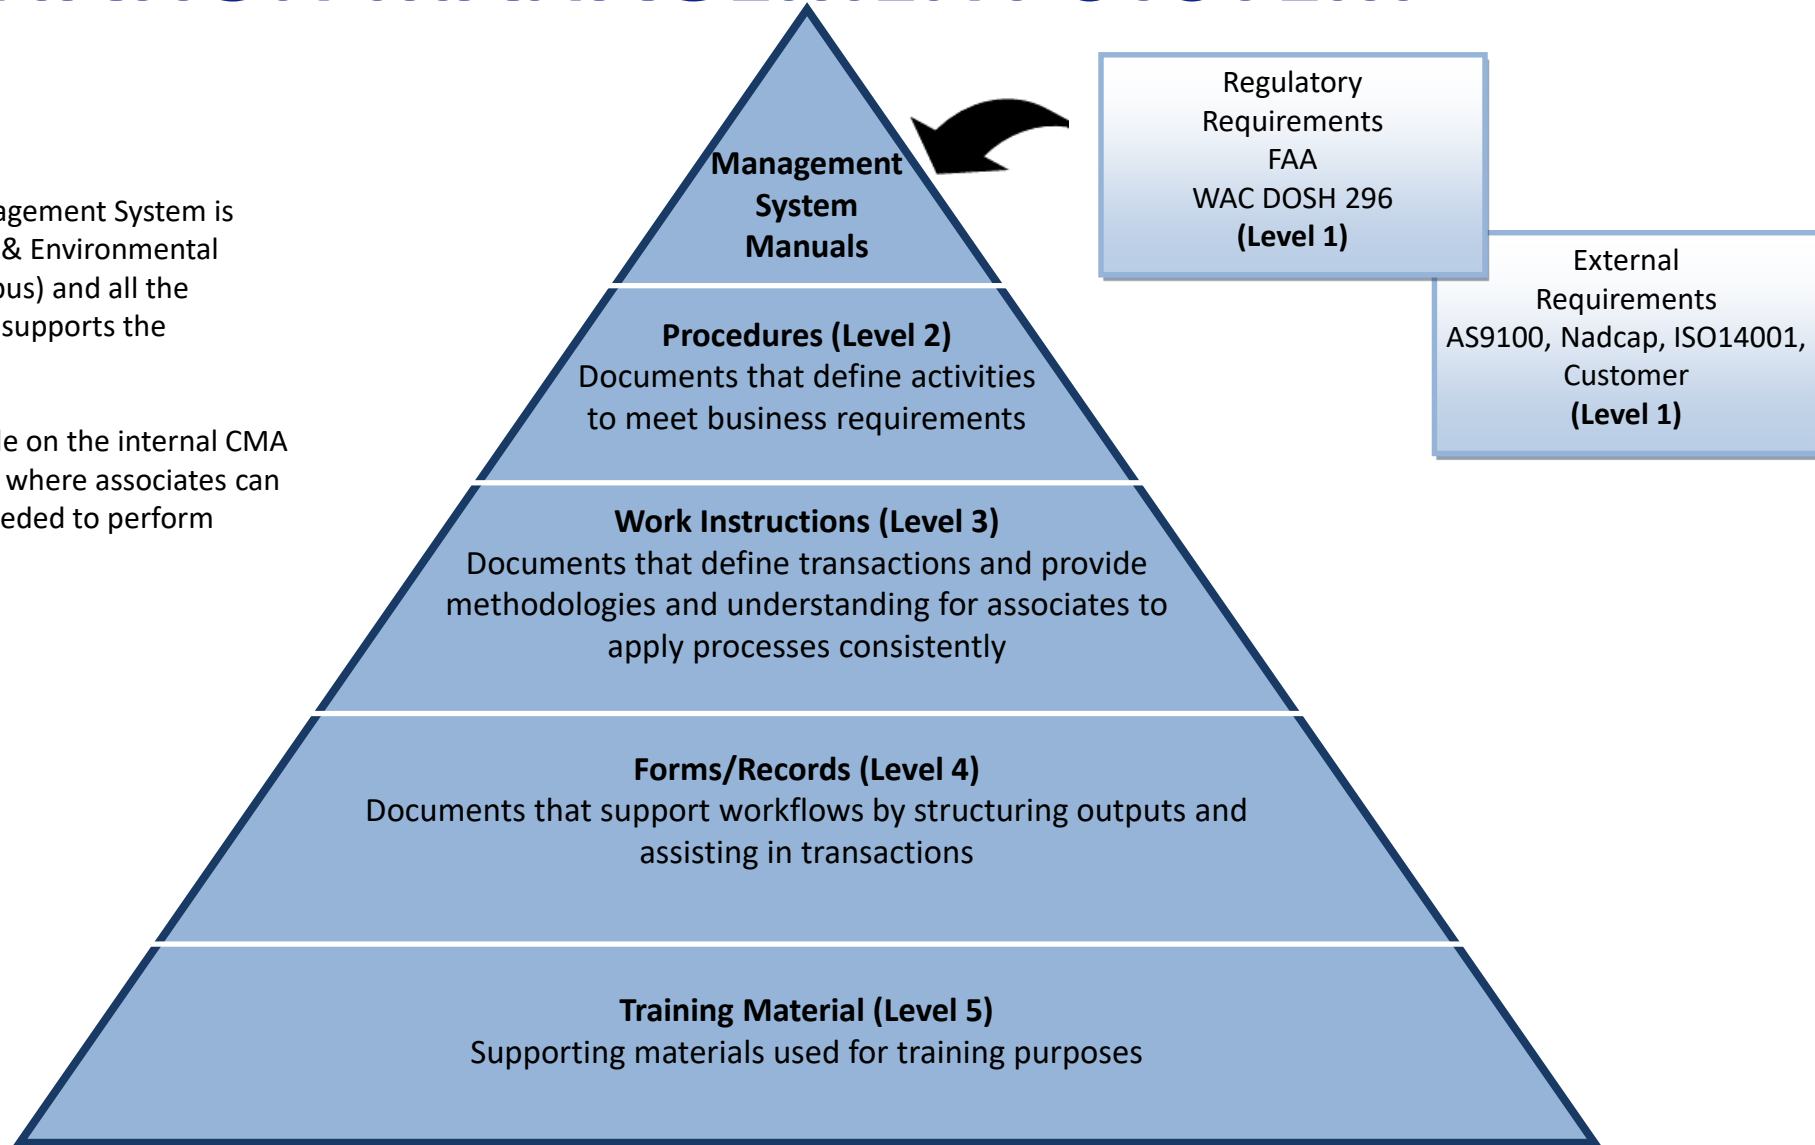 agement System is
& Environmental
ous) and all the
supports the
le on the internal CMA
where associates can
eded to perform
Management
System
Manuals
Regulatory
Requirements
FAA
WAC DOSH 296
(Level 1)
External
Requirements
AS9100, Nadcap, ISO14001,
Customer
(Level 1)
Procedures (Level 2)
Documents that define activities
to meet business requirements
Work Instructions (Level 3)
Documents that define transactions and provide
methodologies and understanding for associates to
apply processes consistently
Forms/Records (Level 4)
Documents that support workflows by structuring outputs and
assisting in transactions
Training Material (Level 5)
Supporting materials used for training purposes